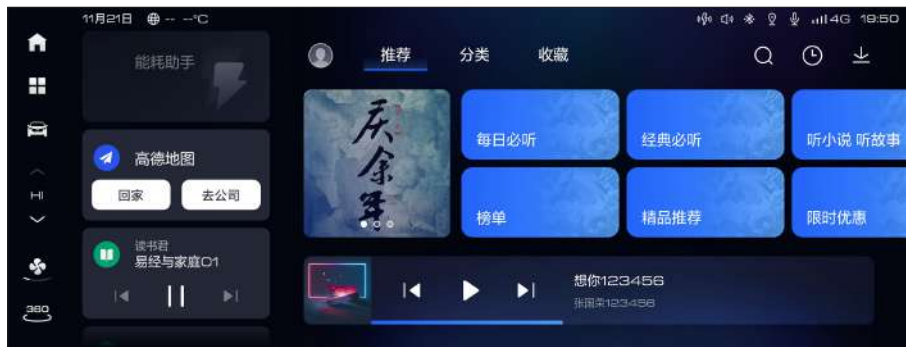 11月21日 -- --°C
4G 19:50
能耗助手
推荐 分类 收藏
高德地图
回家 去公司
HI
读书君
易经与家庭01
360
庆余年
每日必听 经典必听 听小说 听故事
榜单 精品推荐 限时优惠
想你123456
张国荣123456